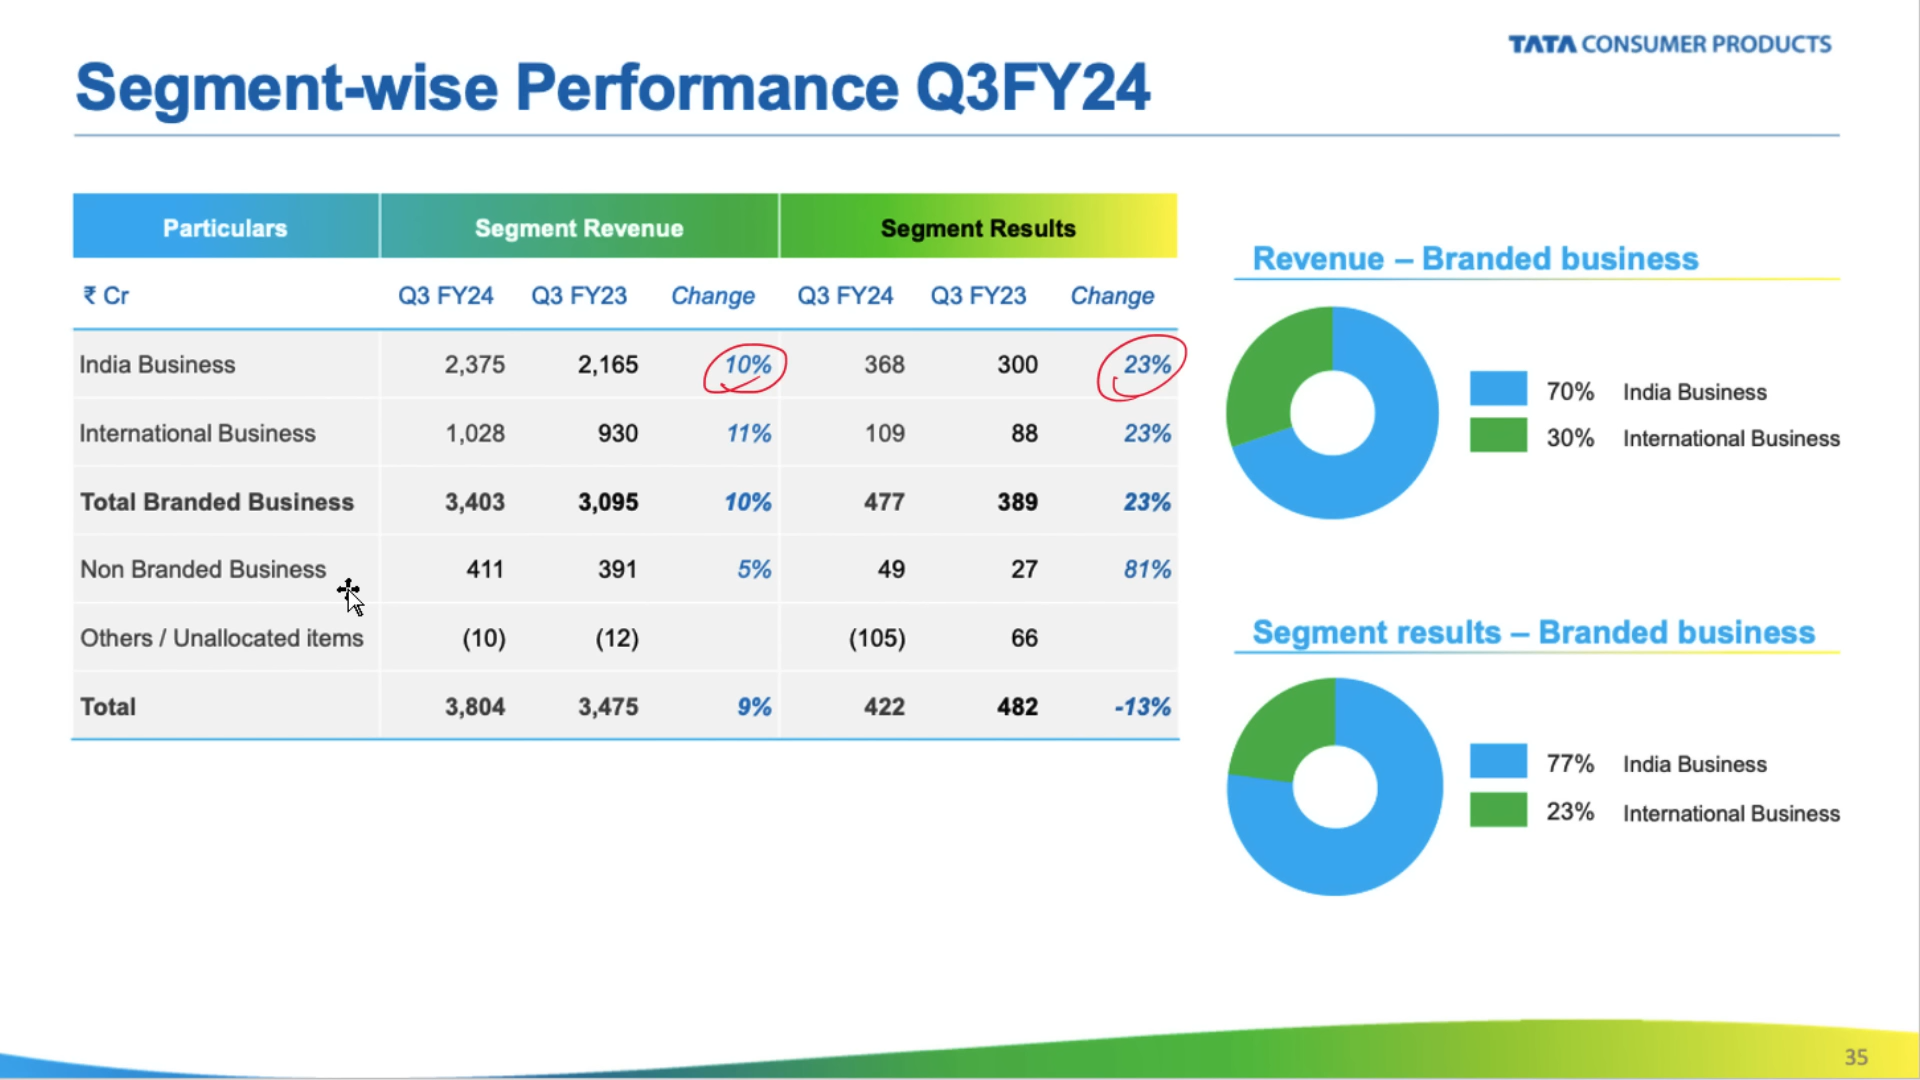 TATA CONSUMER PRODUCTS
Segment-wise Performance Q3FY24
Particulars Segment Revenue Segment Results
₹ Cr Q3 FY24 Q3 FY23 Change Q3 FY24 Q3 FY23 Change
India Business 2,375 2,165 10% 368 300 23%
International Business 1,028 930 11% 109 88 23%
Total Branded Business 3,403 3,095 10% 477 389 23%
Non Branded Business 411 391 5% 49 27 81%
Others / Unallocated items (10) (12) (105) 66
Total 3,804 3,475 9% 422 482 -13%
Revenue – Branded business
70% India Business
30% International Business
Segment results – Branded business
77% India Business
23% International Business
35